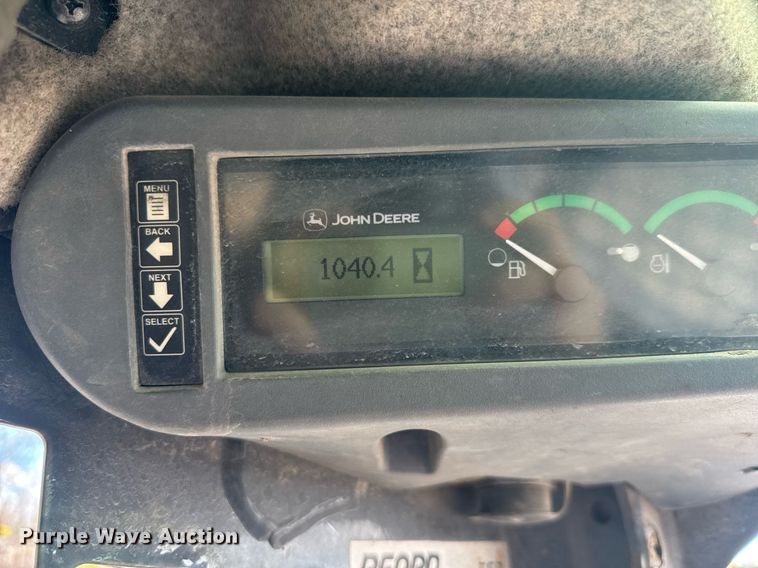 MENU
BACK
NEXT
SELECT
JOHN DEERE
1040.4
Purple Wave Auction